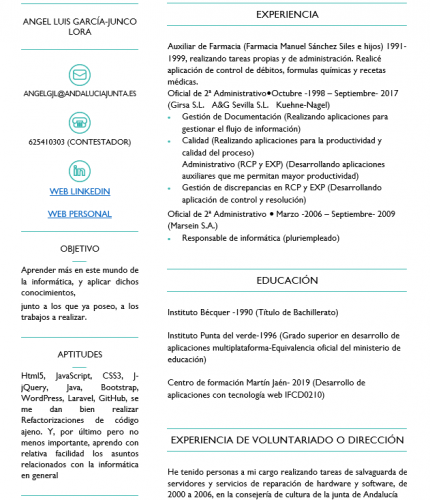 ANGEL LUIS GARCÍA-JUNCO
LORA
ANGELGJL@ANDALUCIAJUNTA.ES
625410303 (CONTESTADOR)
WEB LINKEDIN
WEB PERSONAL
OBJETIVO
Aprender más en este mundo de
la informática, y aplicar dichos
conocimientos,
junto a los que ya poseo, a los
trabajos a realizar.
APTITUDES
Html5, JavaScript, CSS3, J-
jQuery, Java, Bootstrap,
WordPress, Laravel, GitHub, se
me dan bien realizar
Refactorizaciones de código
ajeno. Y, por último pero no
menos importante, aprendo con
relativa facilidad los asuntos
relacionados con la informática
en general
EXPERIENCIA
Auxiliar de Farmacia (Farmacia Manuel Sánchez Siles e hijos) 1991-
1999, realizando tareas propias y de administración. Realicé
aplicación de control de débitos, formulas químicas y recetas
médicas.
Oficial de 2ª Administrativo•Octubre -1998 – Septiembre- 2017
(Girsa S.L. A&G Sevilla S.L. Kuehne-Nagel)
• Gestión de Documentación (Realizando aplicaciones para
gestionar el flujo de información)
• Calidad (Realizando aplicaciones para la productividad y
calidad del proceso)
Administrativo (RCP y EXP) (Desarrollando aplicaciones
auxiliares que me permitan mayor productividad)
• Gestión de discrepancias en RCP y EXP (Desarrollando
aplicación de control y resolución)
Oficial de 2ª Administrativo • Marzo -2006 – Septiembre- 2009
(Marsein S.A.)
• Responsable de informática (pluriempleado)
EDUCACIÓN
Instituto Bécquer -1990 (Título de Bachillerato)
Instituto Punta del verde-1996 (Grado superior en desarrollo de
aplicaciones multiplataforma-Equivalencia oficial del ministerio de
educación)
Centro de formación Martín Jaén- 2019 (Desarrollo de
aplicaciones con tecnología web IFCD0210)
EXPERIENCIA DE VOLUNTARIADO O DIRECCIÓN
He tenido personas a mi cargo realizando tareas de salvaguarda de
servidores y servicios de reparación de hardware y software, de
2000 a 2006, en la consejería de cultura de la junta de Andalucía